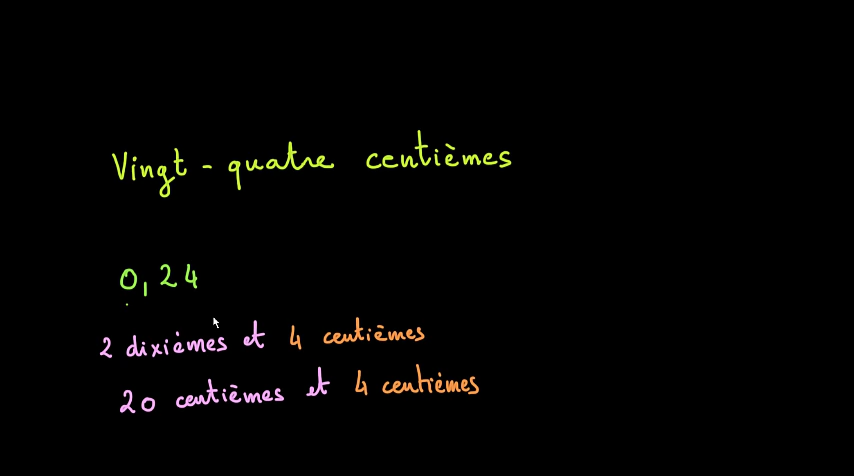 Vingt-quatre centièmes
0,24
2 dixièmes et 4 centièmes
20 centièmes et 4 centièmes